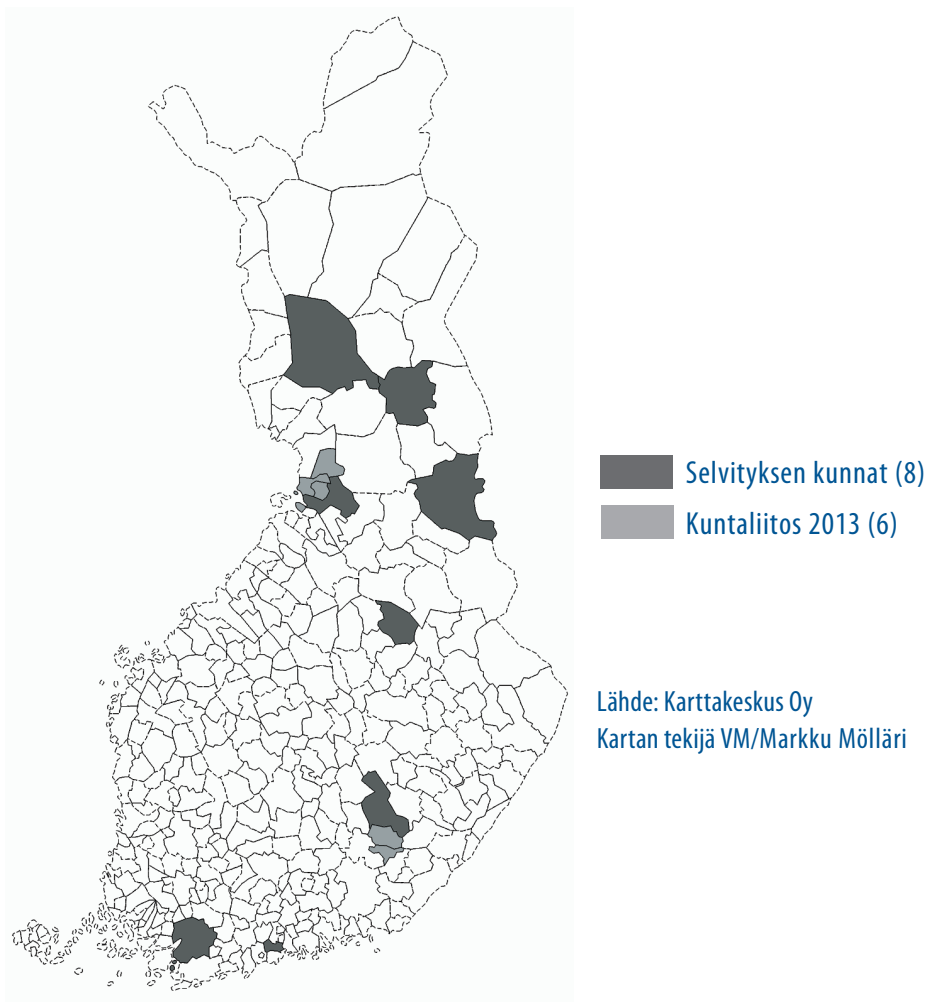 Selvityksen kunnat (8)
Kuntaliitos 2013 (6)
Lähde: Karttakeskus Oy
Kartan tekijä VM/Markku Mölläri